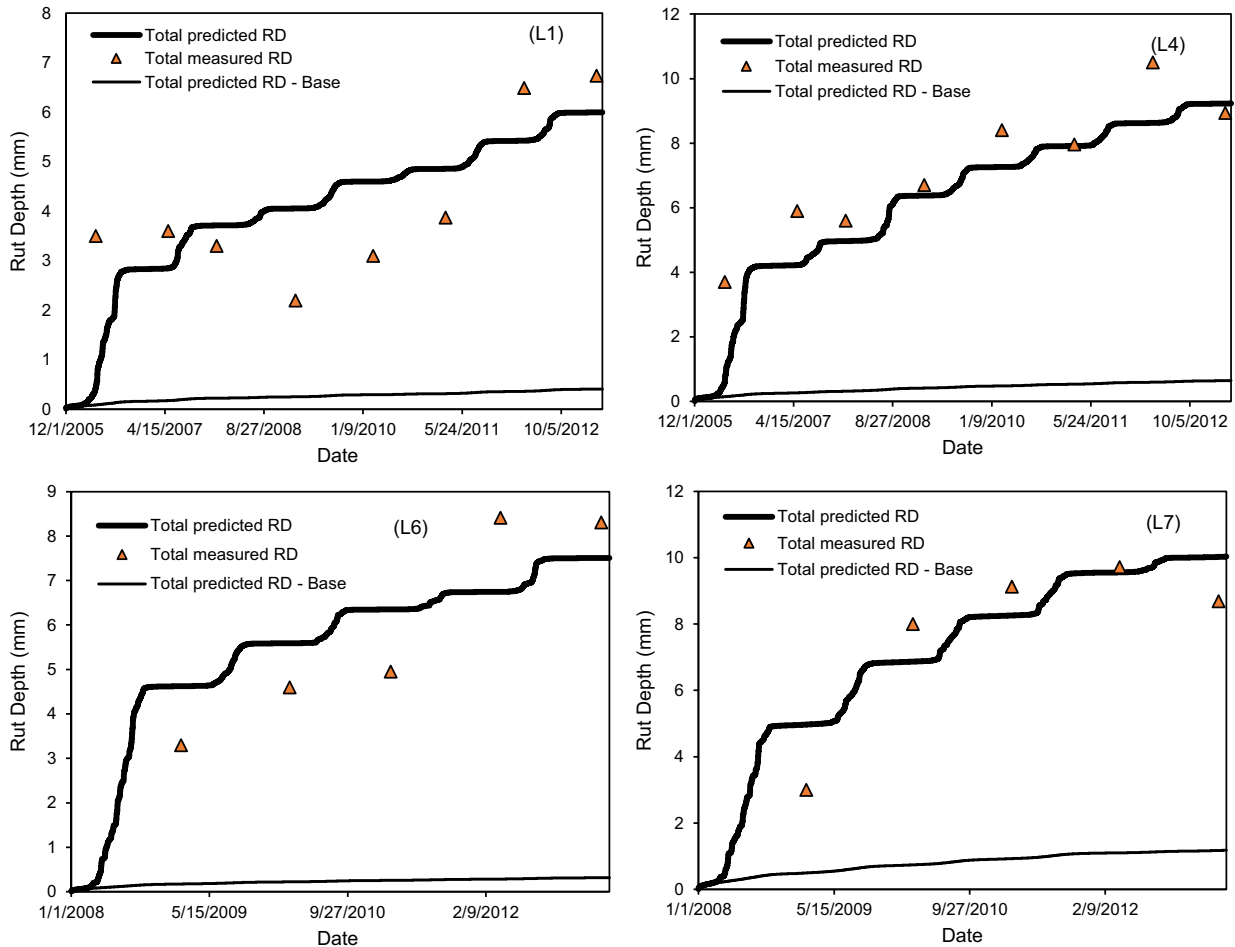 8
7
6
5
4
3
2
1
0
Rut Depth (mm)
Total predicted RD
Total measured RD
Total predicted RD - Base
(L1)
12/1/2005 4/15/2007 8/27/2008 1/9/2010 5/24/2011 10/5/2012
Date
12
10
8
6
4
2
0
Rut Depth (mm)
Total predicted RD
Total measured RD
Total predicted RD - Base
(L4)
12/1/2005 4/15/2007 8/27/2008 1/9/2010 5/24/2011 10/5/2012
Date
9
8
7
6
5
4
3
2
1
0
Rut Depth (mm)
Total predicted RD
Total measured RD
Total predicted RD - Base
(L6)
1/1/2008 5/15/2009 9/27/2010 2/9/2012
Date
12
10
8
6
4
2
0
Rut Depth (mm)
Total predicted RD
Total measured RD
Total predicted RD - Base
(L7)
1/1/2008 5/15/2009 9/27/2010 2/9/2012
Date